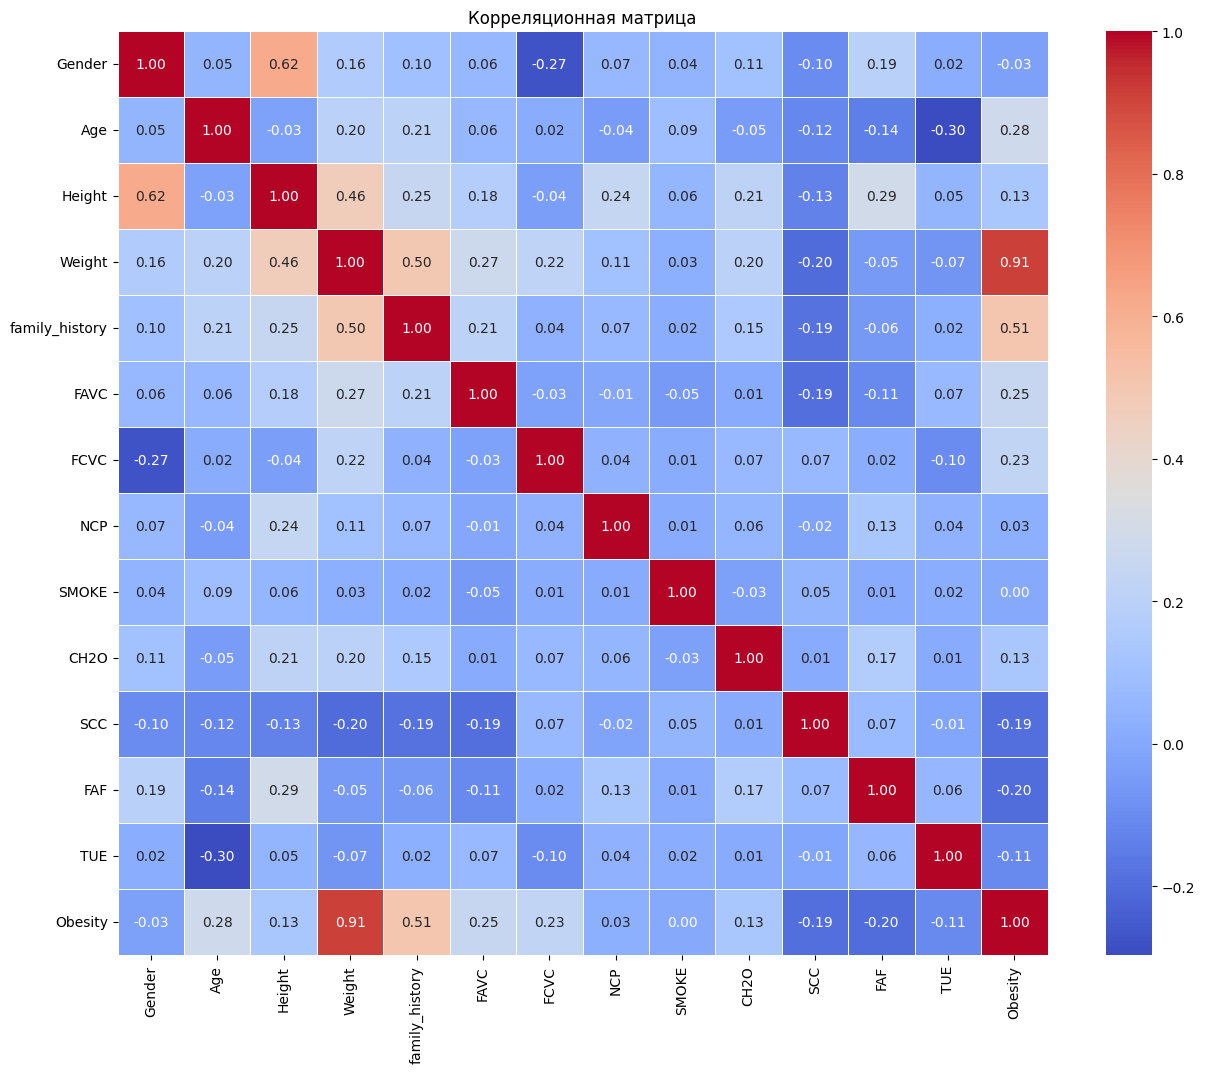 Корреляционная матрица
Gender 1.00 0.05 0.62 0.16 0.10 0.06 -0.27 0.07 0.04 0.11 -0.10 0.19 0.02 -0.03
Age 0.05 1.00 -0.03 0.20 0.21 0.06 0.02 -0.04 0.09 -0.05 -0.12 -0.14 -0.30 0.28
Height 0.62 -0.03 1.00 0.46 0.25 0.18 -0.04 0.24 0.06 0.21 -0.13 0.29 0.05 0.13
Weight 0.16 0.20 0.46 1.00 0.50 0.27 0.22 0.11 0.03 0.20 -0.20 -0.05 -0.07 0.91
family_history 0.10 0.21 0.25 0.50 1.00 0.21 0.04 0.07 0.02 0.15 -0.19 -0.06 0.02 0.51
FAVC 0.06 0.06 0.18 0.27 0.21 1.00 -0.03 -0.01 -0.05 0.01 -0.19 -0.11 0.07 0.25
FCVC -0.27 0.02 -0.04 0.22 0.04 -0.03 1.00 0.04 0.01 0.07 0.07 0.02 -0.10 0.23
NCP 0.07 -0.04 0.24 0.11 0.07 -0.01 0.04 1.00 0.01 0.06 -0.02 0.13 0.04 0.03
SMOKE 0.04 0.09 0.06 0.03 0.02 -0.05 0.01 0.01 1.00 -0.03 0.05 0.01 0.02 0.00
CH2O 0.11 -0.05 0.21 0.20 0.15 0.01 0.07 0.06 -0.03 1.00 0.01 0.17 0.01 0.13
SCC -0.10 -0.12 -0.13 -0.20 -0.19 -0.19 0.07 -0.02 0.05 0.01 1.00 0.07 -0.01 -0.19
FAF 0.19 -0.14 0.29 -0.05 -0.06 -0.11 0.02 0.13 0.01 0.17 0.07 1.00 0.06 -0.20
TUE 0.02 -0.30 0.05 -0.07 0.02 0.07 -0.10 0.04 0.02 0.01 -0.01 0.06 1.00 -0.11
Obesity -0.03 0.28 0.13 0.91 0.51 0.25 0.23 0.03 0.00 0.13 -0.19 -0.20 -0.11 1.00
Gender Age Height Weight family_history FAVC FCVC NCP SMOKE CH2O SCC FAF TUE Obesity
1.0
0.8
0.6
0.4
0.2
0.0
−0.2